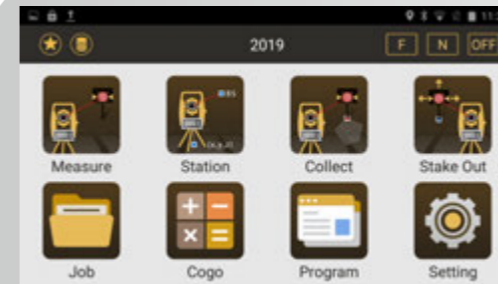 2019
F N OFF
BS
Measure Station Collect Stake Out
Job Cogo Program Setting